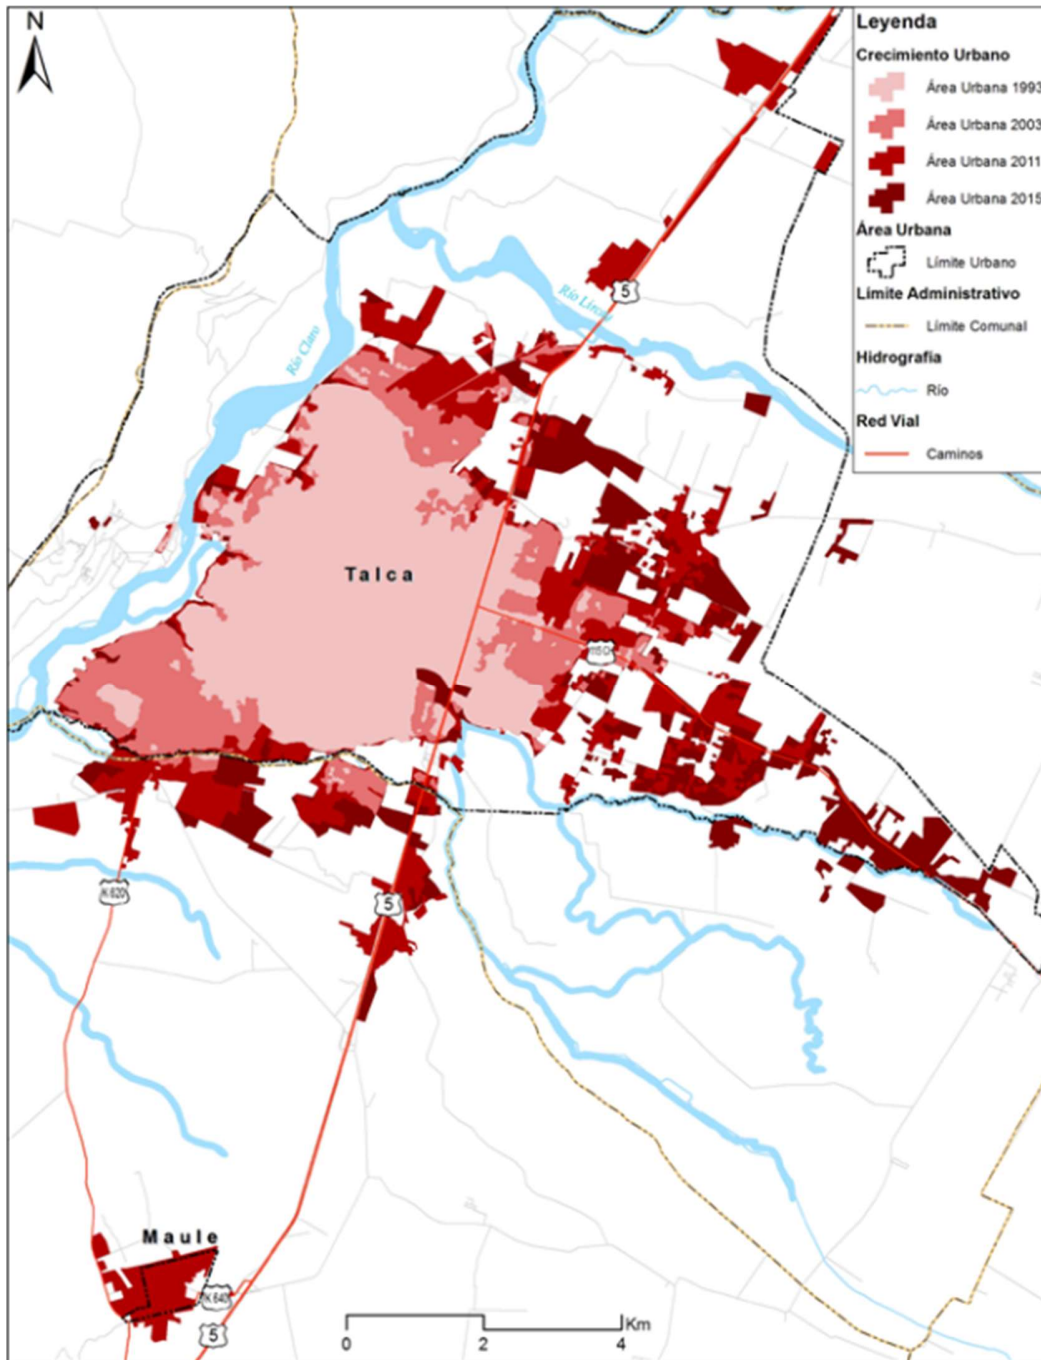 N
Leyenda
Crecimiento Urbano
Área Urbana 1993
Área Urbana 2003
Área Urbana 2011
Área Urbana 2015
Área Urbana
Límite Urbano
Límite Administrativo
Límite Comunal
Hidrografía
Río
Red Vial
Caminos
5
Río Lircay
Río Claro
Talca
K 620
5
Maule
K 640
5
Km
0
2
4